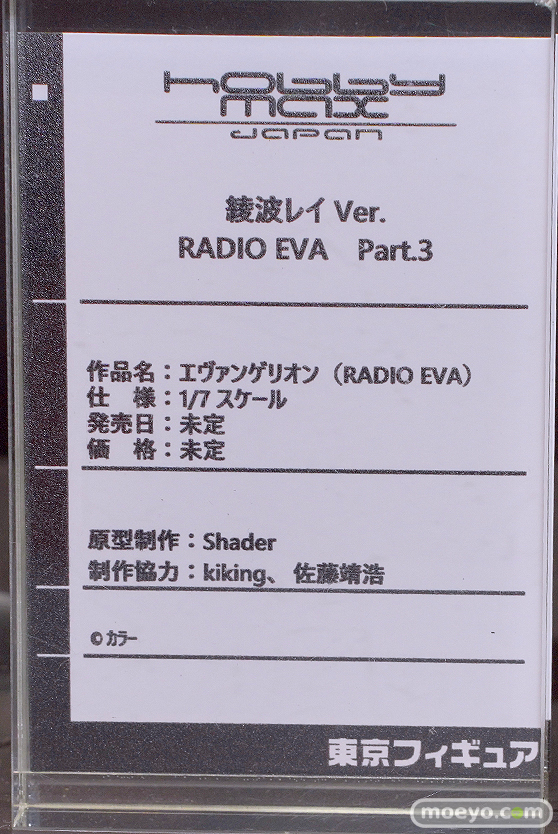 hobby
max
JAPAN
綾波レイ Ver.
RADIO EVA　Part.3
作品名：エヴァンゲリオン（RADIO EVA）
仕　様：1/7 スケール
発売日：未定
価　格：未定
原型制作：Shader
制作協力：kiking、佐藤靖浩
© カラー
東京フィギュア
moeyo.com